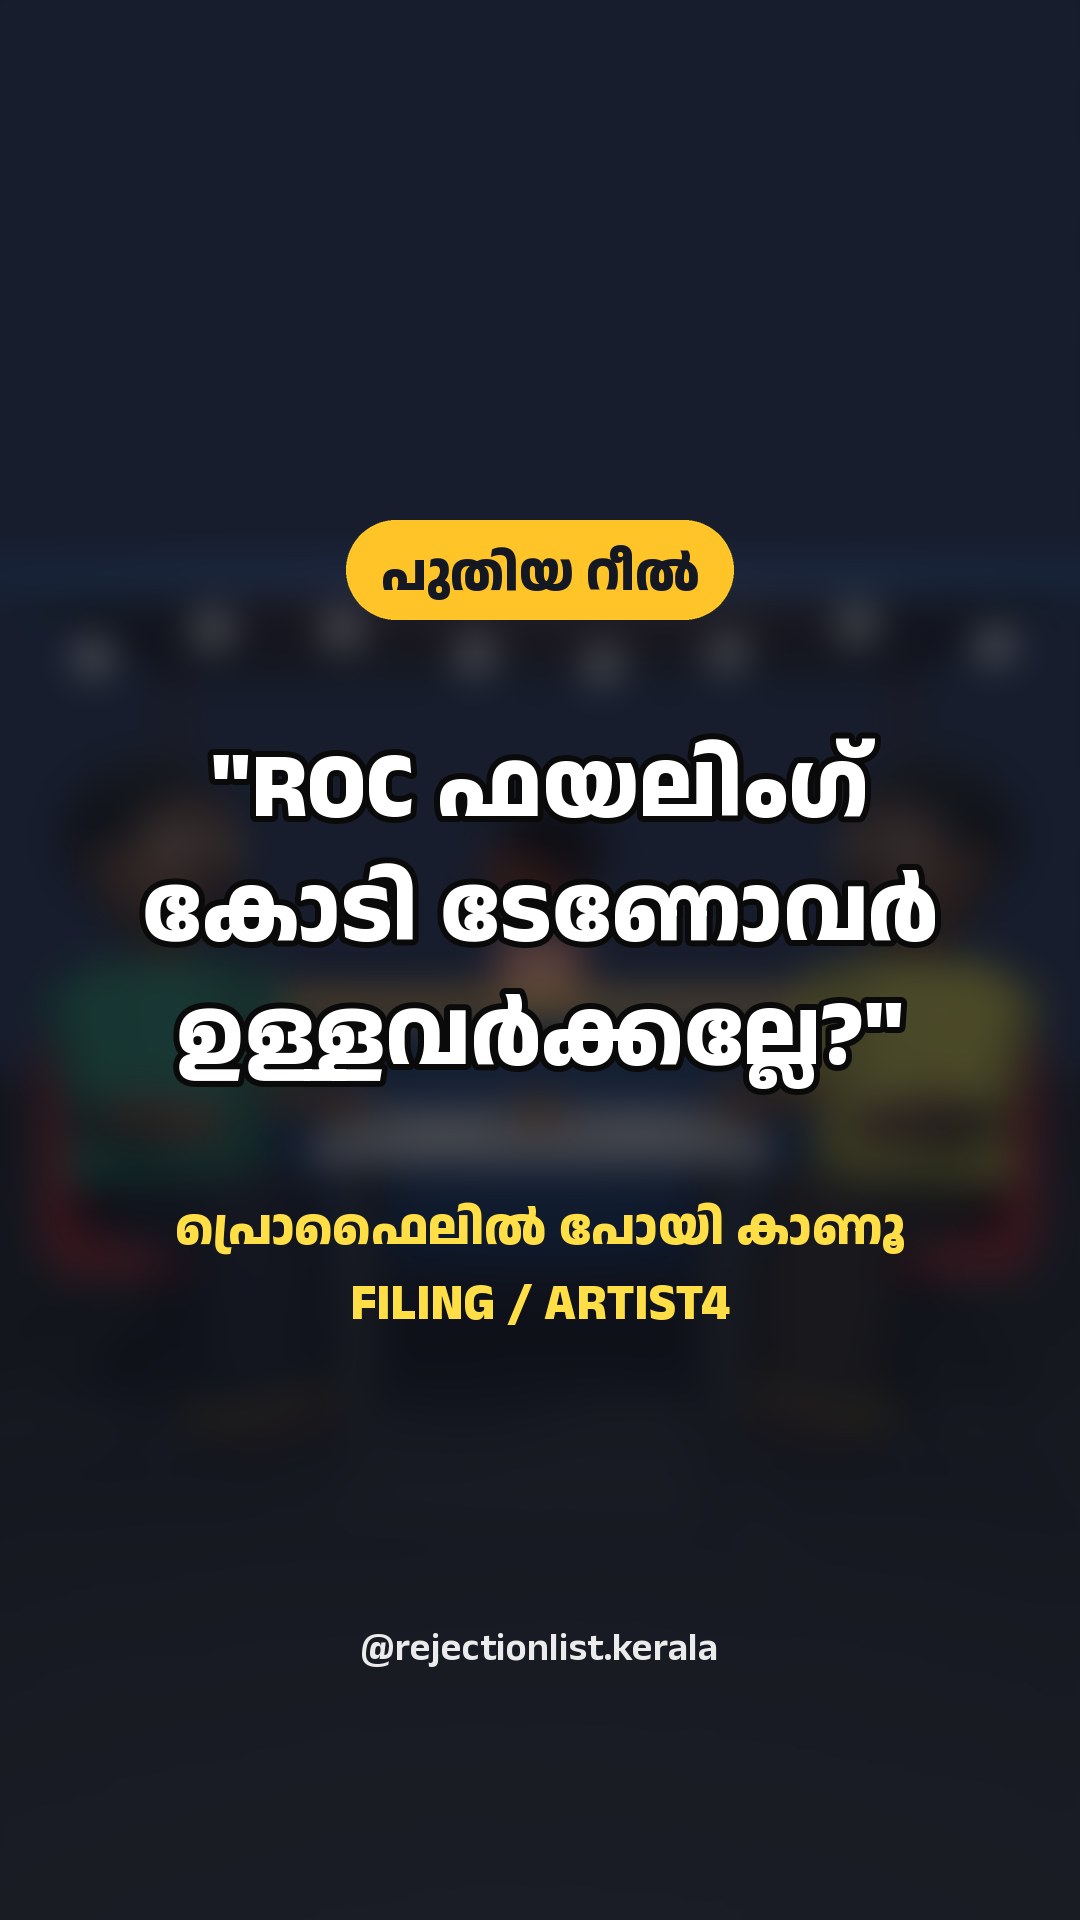 പുതിയ റീൽ
"ROC ഫയലിംഗ്
കോടി ടേണോവർ
ഉള്ളവർക്കല്ലേ?"
പ്രൊഫൈലിൽ പോയി കാണൂ
FILING / ARTIST4
@rejectionlist.kerala